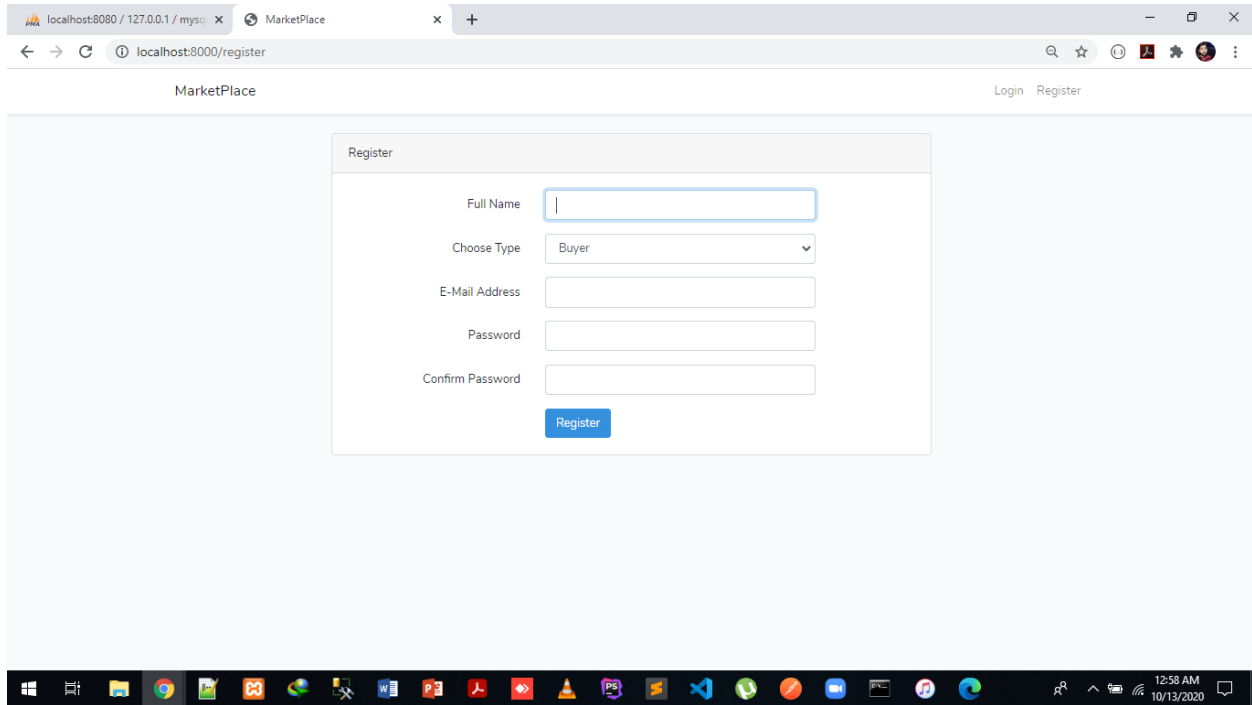 localhost:8080 / 127.0.0.1 / mysq
MarketPlace
localhost:8000/register
MarketPlace
Login Register
Register
Full Name
Choose Type Buyer
E-Mail Address
Password
Confirm Password
Register
12:58 AM
10/13/2020